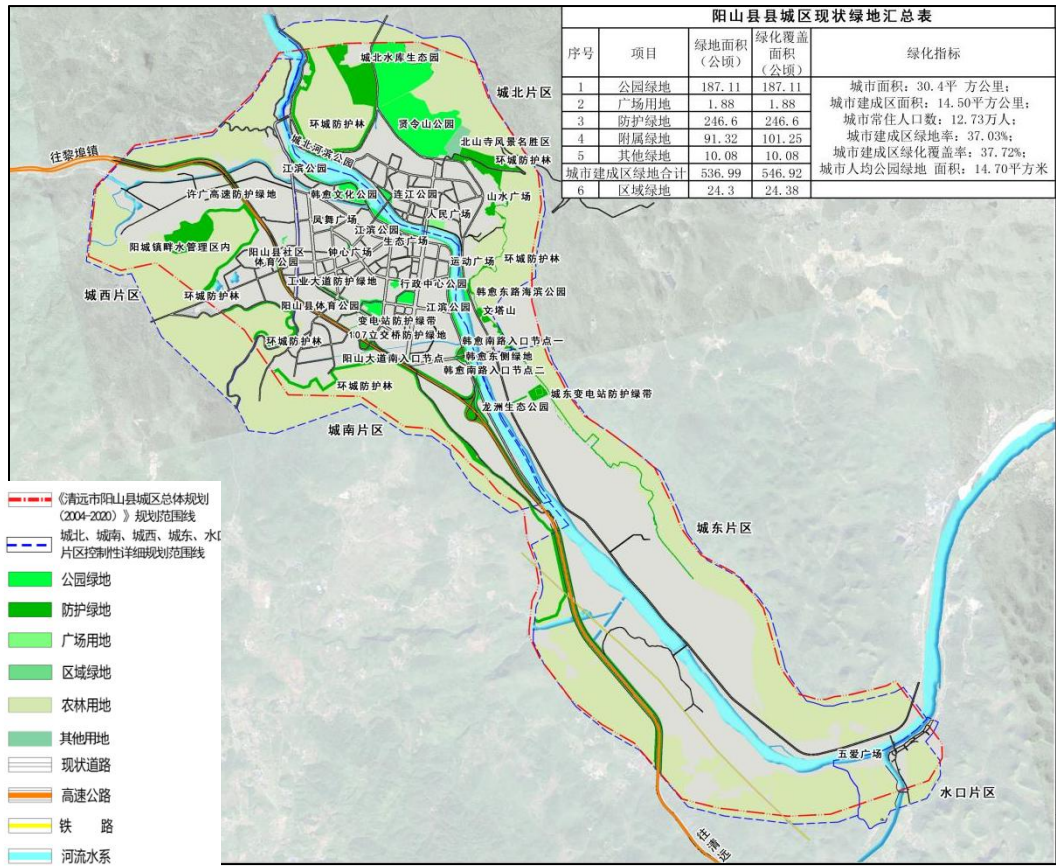 阳山县县城区现状绿地汇总表
序号 项目 绿地面积（公顷） 绿化覆盖面积（公顷） 绿化指标
1 公园绿地 187.11 187.11
2 广场用地 1.88 1.88
3 防护绿地 246.6 246.6
4 附属绿地 91.32 101.25
5 其他绿地 10.08 10.08
城市建成区绿地合计 536.99 546.92
6 区域绿地 24.3 24.38
城市面积：30.4平 方公里；
城市建成区面积：14.50平方公里；
城市常住人口数：12.73万人；
城市建成区绿地率：37.03%；
城市建成区绿化覆盖率：37.72%；
城市人均公园绿地 面积：14.70平方米
城北水库生态园
城北片区
环城防护林
贤令山公园
北山寺风景名胜区
环城防护林
往黎埠镇
城北河滨公园
江滨公园
许广高速防护绿地
韩愈文化公园
连江公园
山水广场
凤舞广场
人民广场
江滨公园
生态广场
阳城镇畔水管理区内
阳山县社区
体育公园
钟心广场
运动广场
环城防护林
城西片区
环城防护林
工业大道防护绿地
行政中心公园
韩愈东路海滨公园
阳山县体育公园
江滨公园
文塔山
变电站防护绿带
107立交桥防护绿地
韩愈南路入口节点一
环城防护林
阳山大道南入口节点
韩愈东侧绿地
韩愈南路入口节点二
环城防护林
城东变电站防护绿带
龙洲生态公园
城南片区
城东片区
五爱广场
水口片区
往清远
《清远市阳山县城区总体规划
（2004-2020）》规划范围线
城北、城南、城西、城东、水口
片区控制性详细规划范围线
公园绿地
防护绿地
广场用地
区域绿地
农林用地
其他用地
现状道路
高速公路
铁 路
河流水系